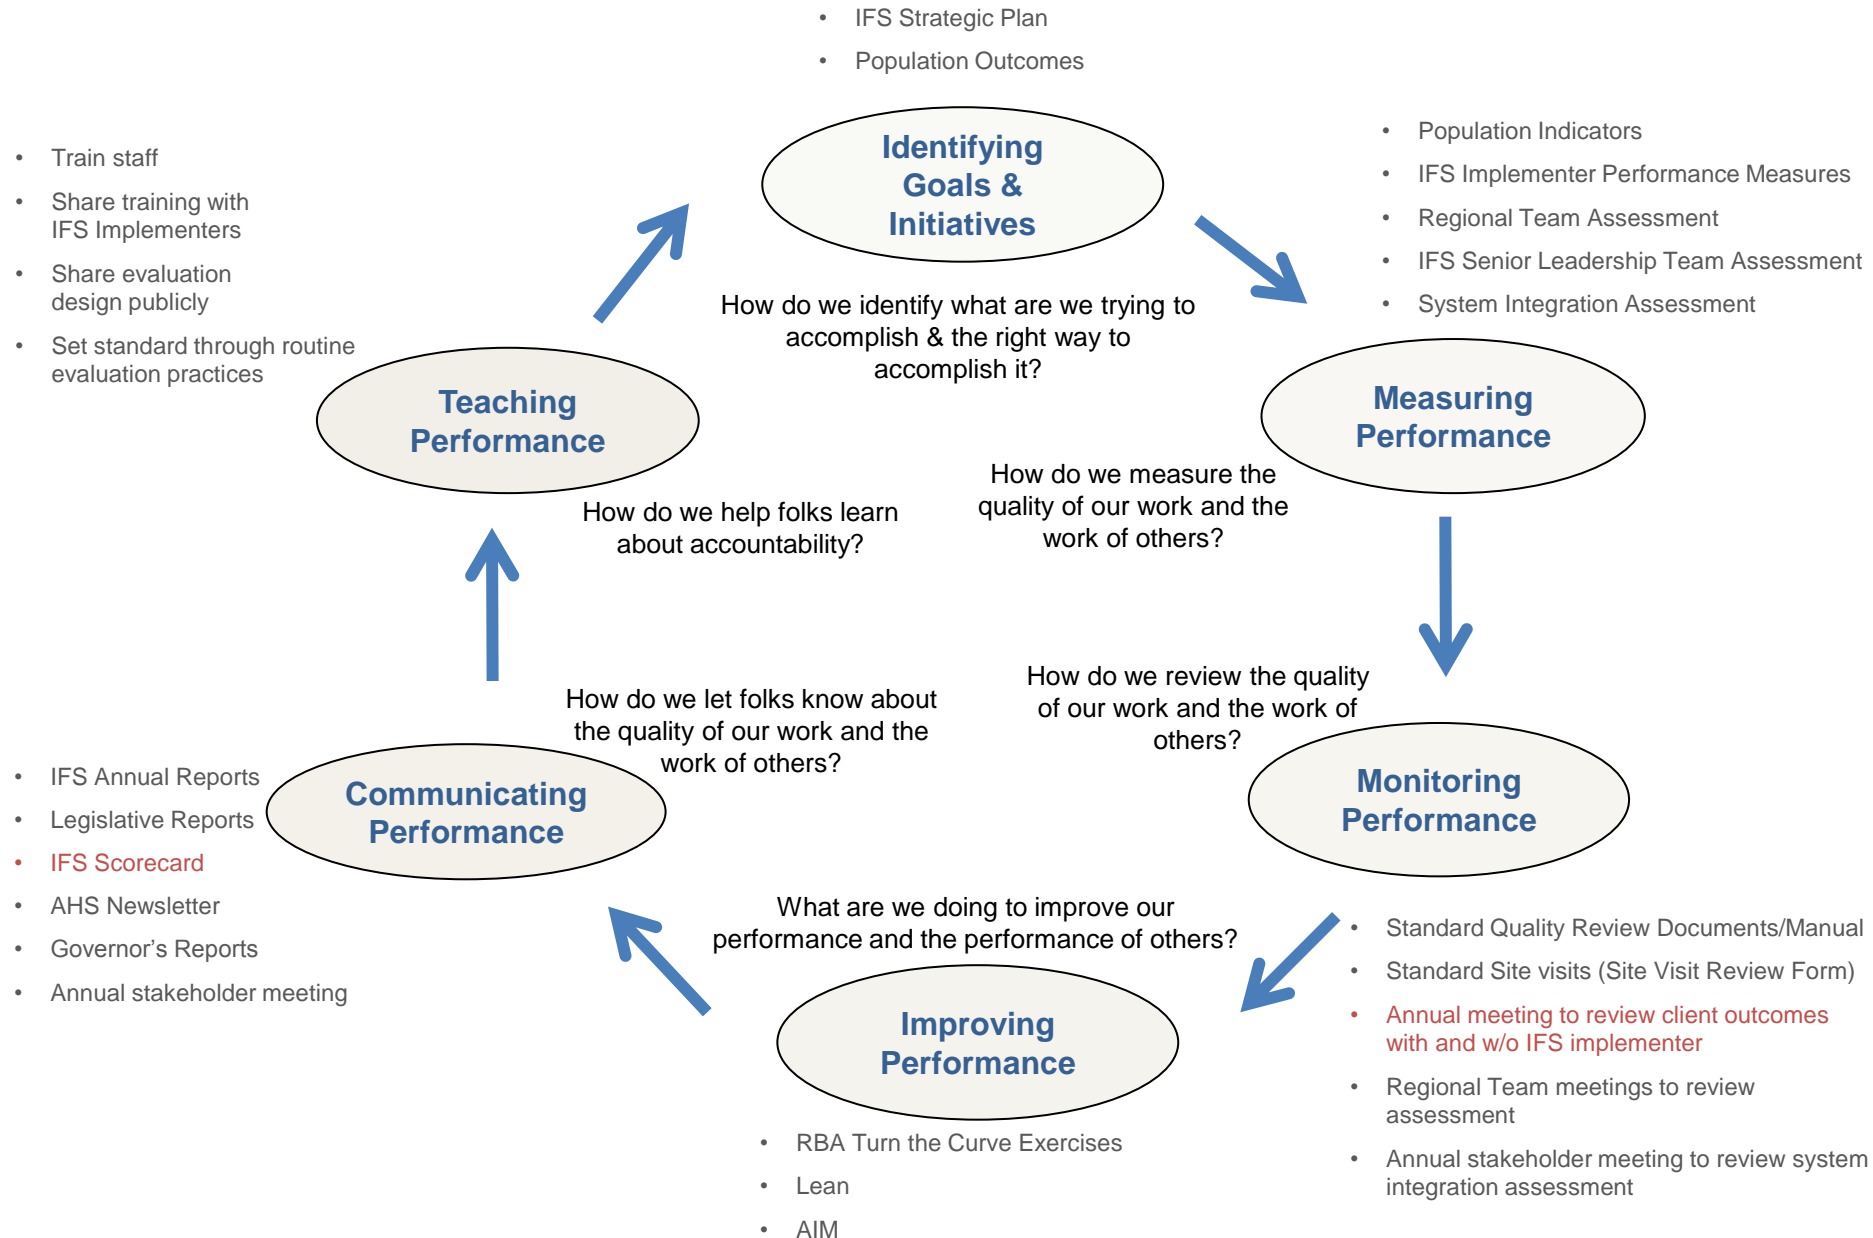 • IFS Strategic Plan
• Population Outcomes
Identifying
Goals &
Initiatives
How do we identify what are we trying to
accomplish & the right way to
accomplish it?
• Population Indicators
• IFS Implementer Performance Measures
• Regional Team Assessment
• IFS Senior Leadership Team Assessment
• System Integration Assessment
Measuring
Performance
How do we measure the
quality of our work and the
work of others?
How do we review the quality
of our work and the work of
others?
Monitoring
Performance
• Standard Quality Review Documents/Manual
• Standard Site visits (Site Visit Review Form)
• Annual meeting to review client outcomes
with and w/o IFS implementer
• Regional Team meetings to review
assessment
• Annual stakeholder meeting to review system
integration assessment
What are we doing to improve our
performance and the performance of others?
Improving
Performance
• RBA Turn the Curve Exercises
• Lean
• AIM
How do we let folks know about
the quality of our work and the
work of others?
Communicating
Performance
• IFS Annual Reports
• Legislative Reports
• IFS Scorecard
• AHS Newsletter
• Governor’s Reports
• Annual stakeholder meeting
• Train staff
• Share training with
IFS Implementers
• Share evaluation
design publicly
• Set standard through routine
evaluation practices
Teaching
Performance
How do we help folks learn
about accountability?